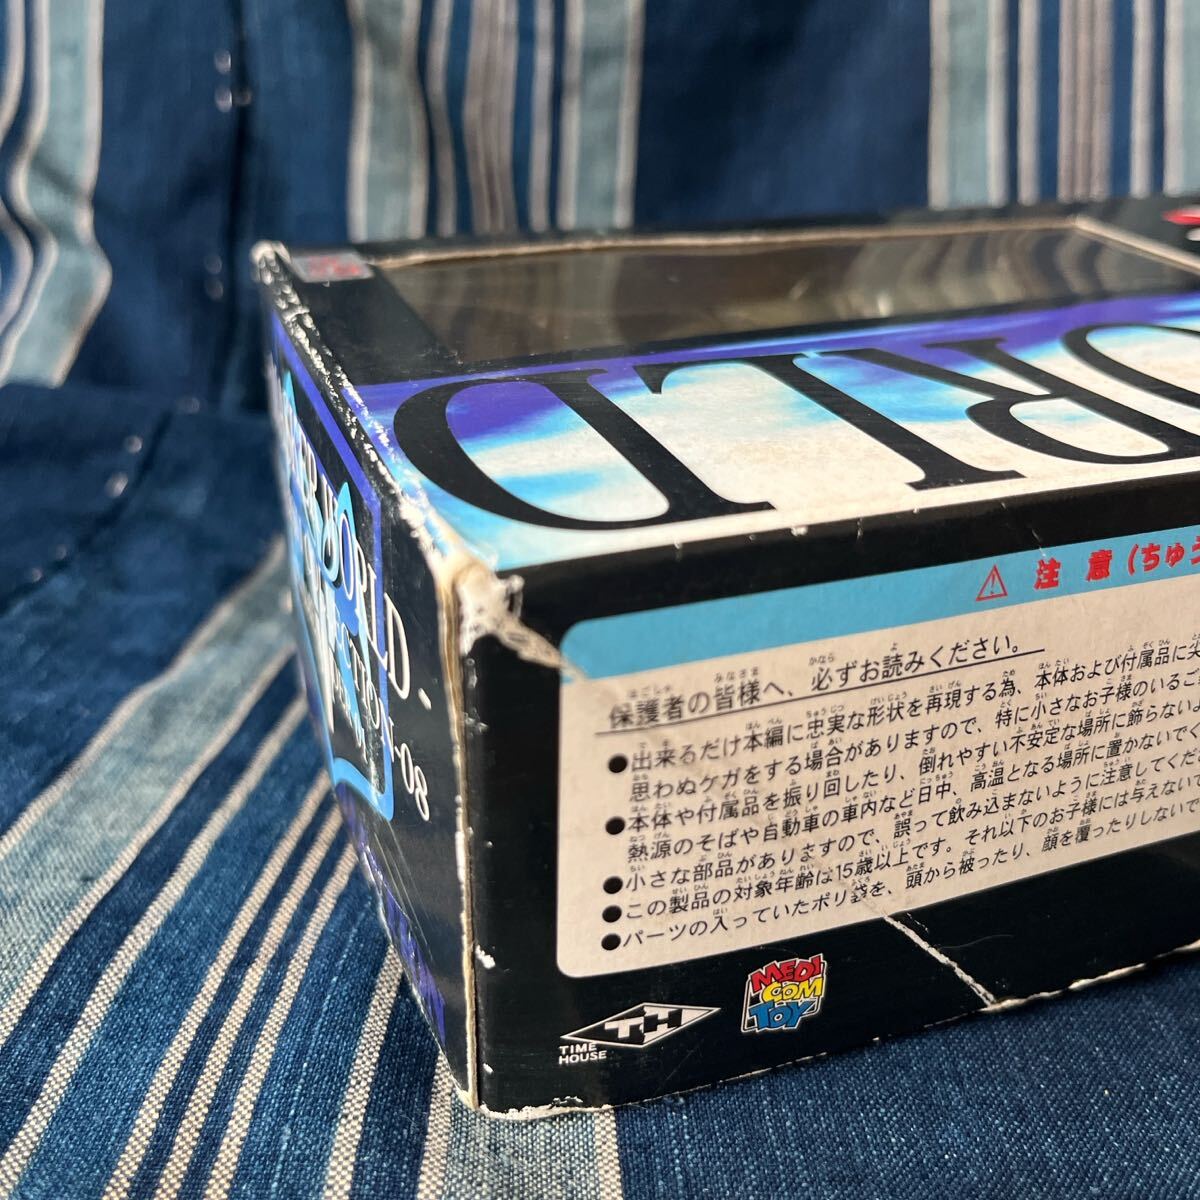 ORLD
WORLD.
-08
⚠ 注 意 (ちゅう
保護者の皆様へ、必ずお読みください。
●出来るだけ本編に忠実な形状を再現する為、本体および付属品に尖
思わぬケガをする場合がありますので、特に小さなお子様のいるご
●本体や付属品を振り回したり、倒れやすい不安定な場所に飾らないよ
熱源のそばや自動車の車内など日中、高温となる場所に置かないでく
●小さな部品がありますので、誤って飲み込まないように注意してくださ
●この製品の対象年齢は15歳以上です。それ以下のお子様には与えない
●パーツの入っていたポリ袋を、頭から被ったり、顔を覆ったりしないで
TH
TIME
HOUSE
MEDI
COM
TOY